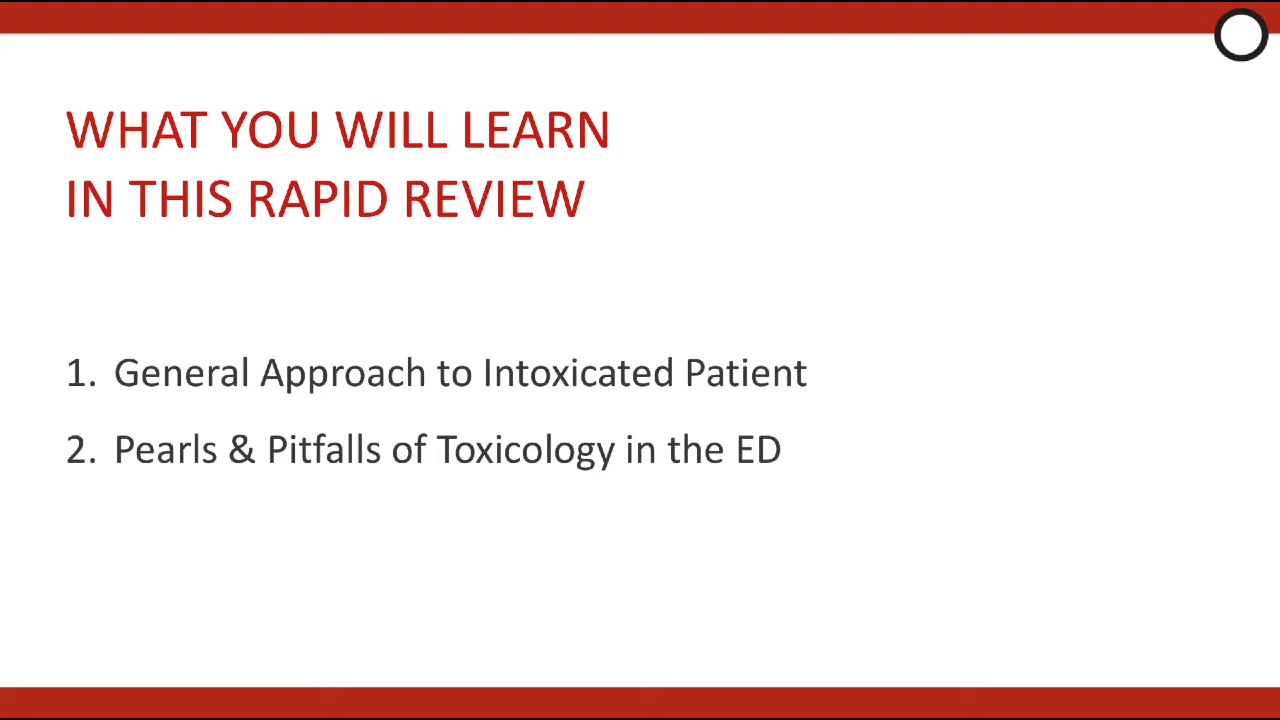 WHAT YOU WILL LEARN
IN THIS RAPID REVIEW
1. General Approach to Intoxicated Patient
2. Pearls & Pitfalls of Toxicology in the ED